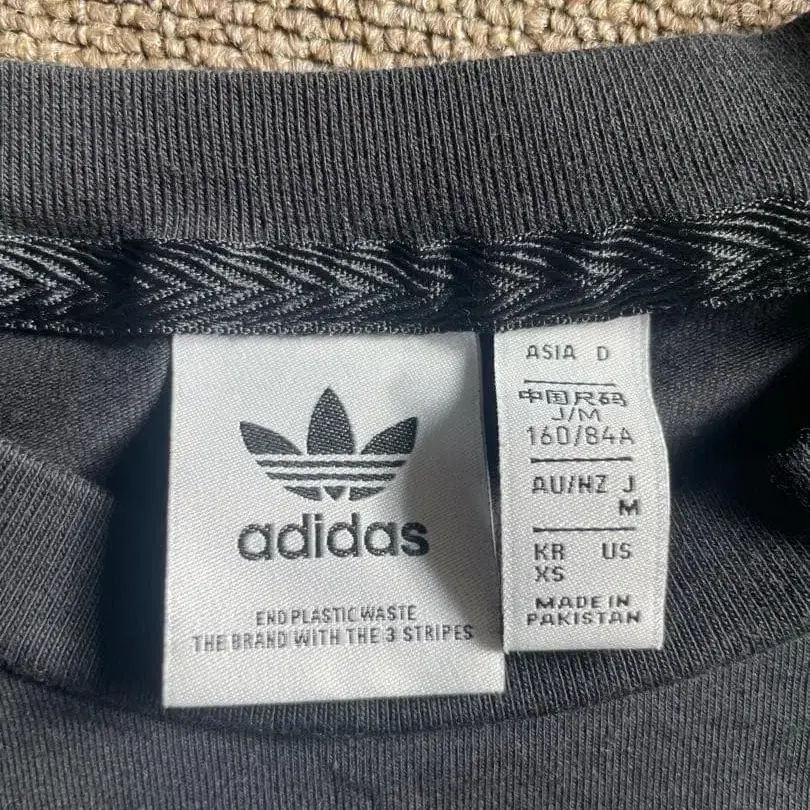 adidas
END PLASTIC WASTE
THE BRAND WITH THE 3 STRIPES
ASIA D
中国尺码
J/M
160/84A
AU/NZ J
M
KR US
XS
MADE IN
PAKISTAN